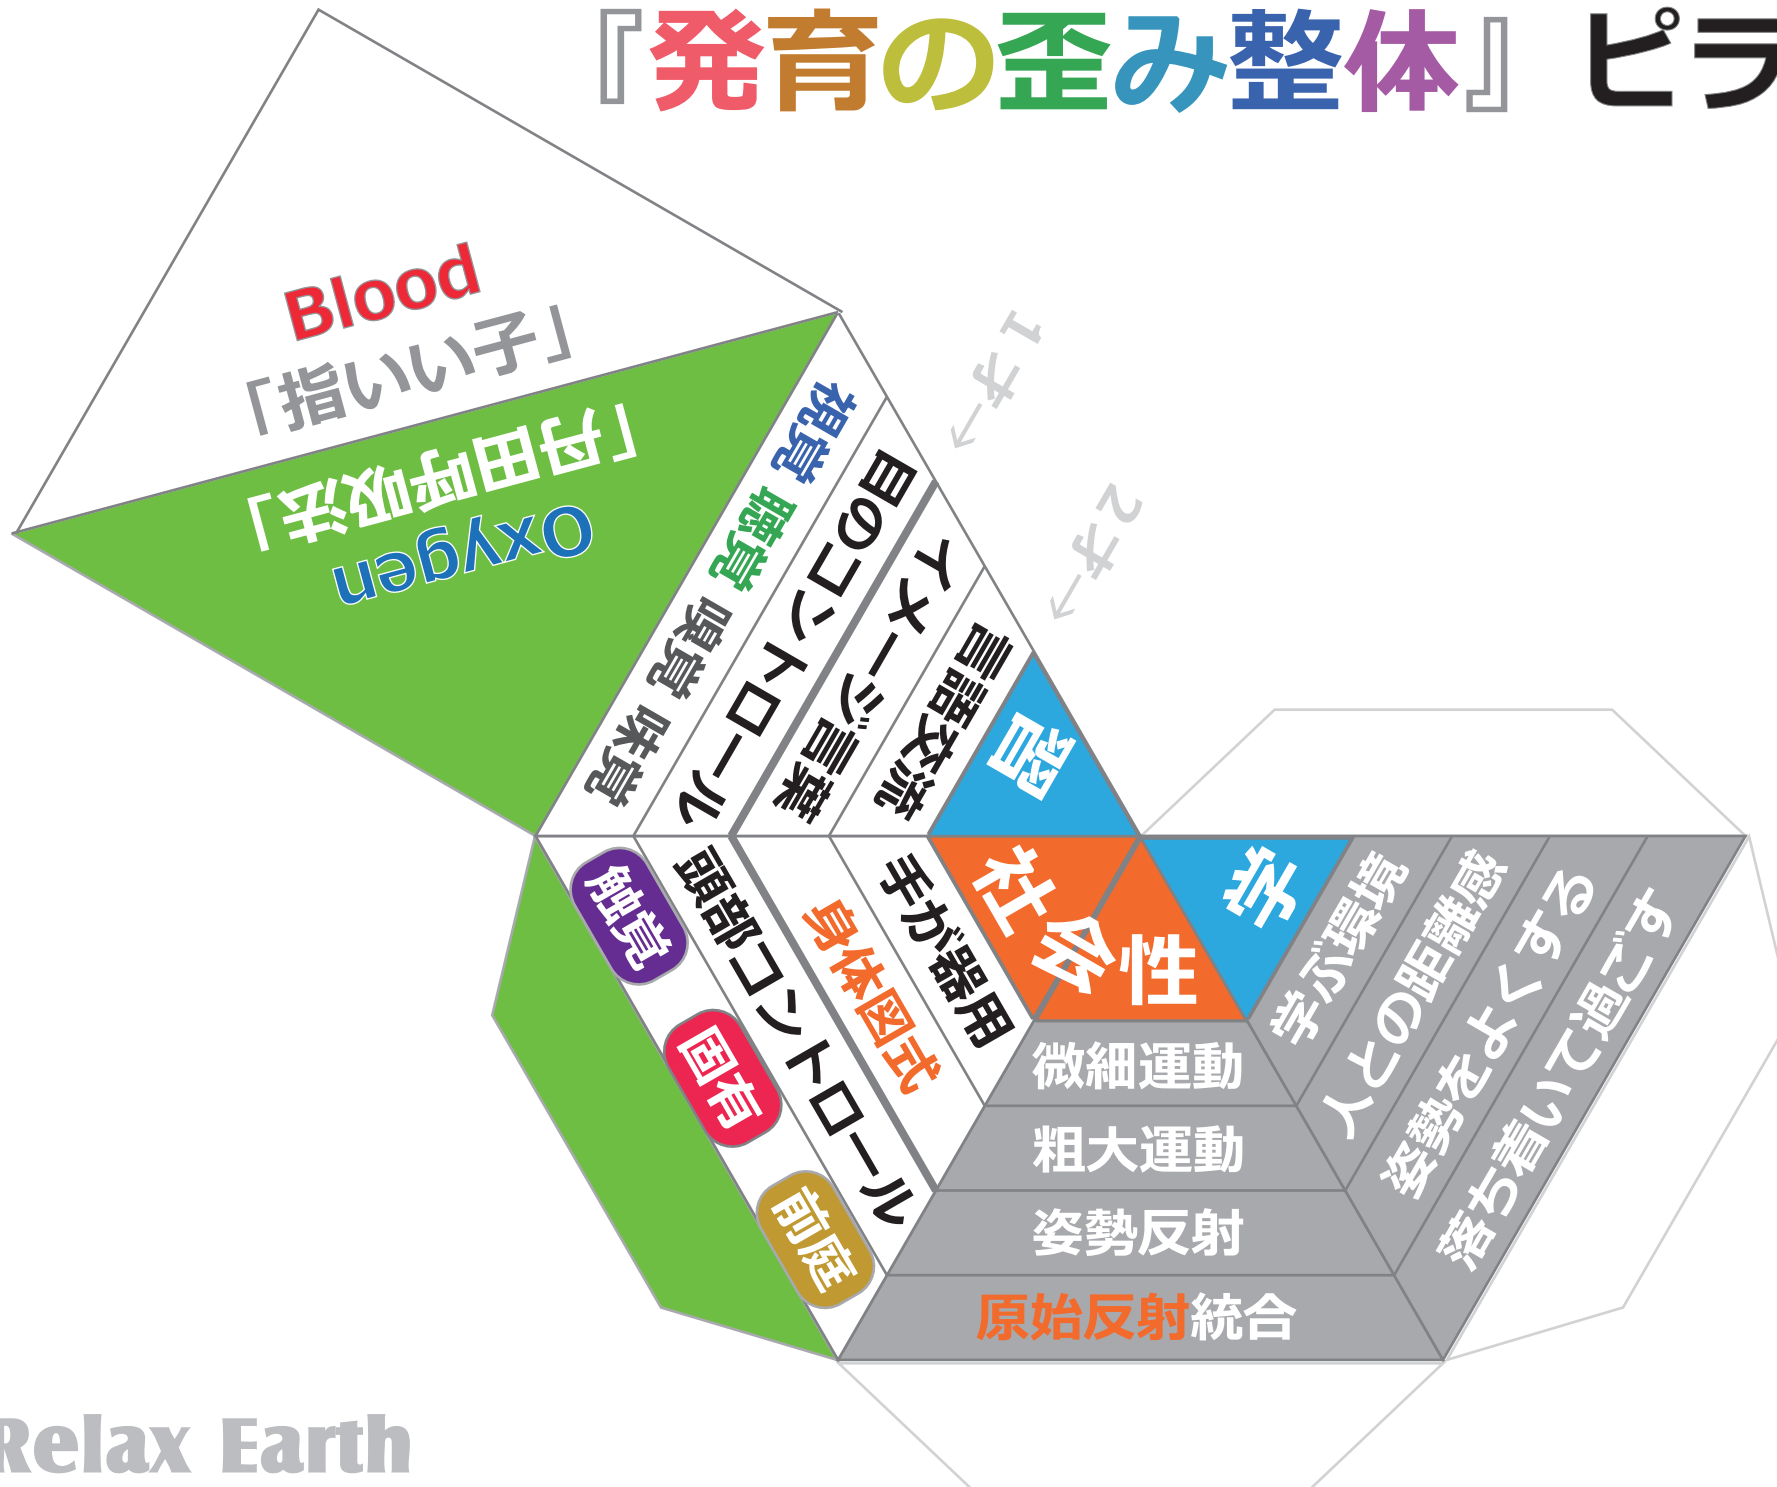 『発育の歪み整体』ピラ
Blood
「指いい子」
「丹田呼吸法」
Oxygen
1才→
2才→
視覚 聴覚 嗅覚 味覚
目のコントロール
イメージ言葉
言語交流
習
触覚
固有
前庭
頭部コントロール
身体図式
手が器用
社会性
学
学ぶ環境
人との距離感
姿勢をよくする
落ち着いて過ごす
微細運動
粗大運動
姿勢反射
原始反射統合
Relax Earth